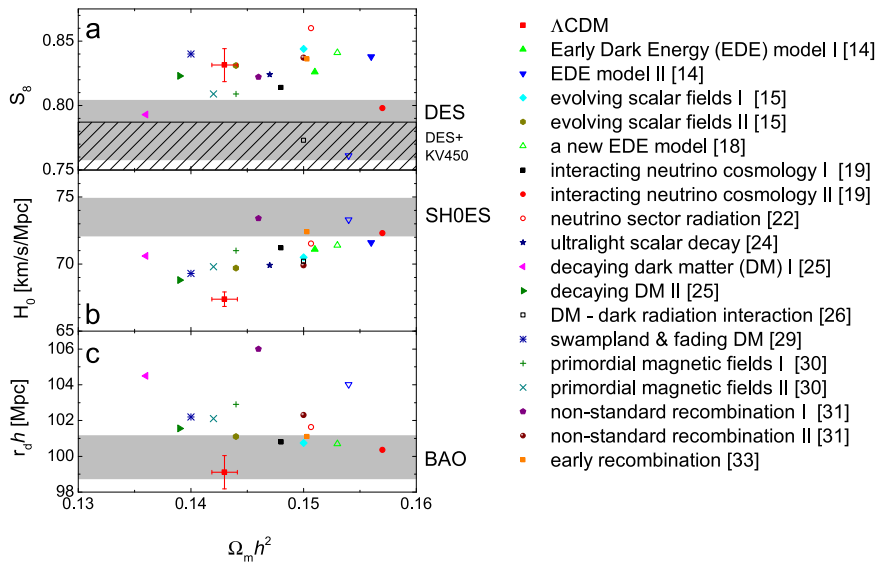 a
0.85
0.80
0.75
S8
DES
DES+
KV450
b
75
70
65
H0 [km/s/Mpc]
SH0ES
c
106
104
102
100
98
rdh [Mpc]
BAO
0.13 0.14 0.15 0.16
Ωmh²
ΛCDM
Early Dark Energy (EDE) model I [14]
EDE model II [14]
evolving scalar fields I [15]
evolving scalar fields II [15]
a new EDE model [18]
interacting neutrino cosmology I [19]
interacting neutrino cosmology II [19]
neutrino sector radiation [22]
ultralight scalar decay [24]
decaying dark matter (DM) I [25]
decaying DM II [25]
DM - dark radiation interaction [26]
swampland & fading DM [29]
primordial magnetic fields I [30]
primordial magnetic fields II [30]
non-standard recombination I [31]
non-standard recombination II [31]
early recombination [33]